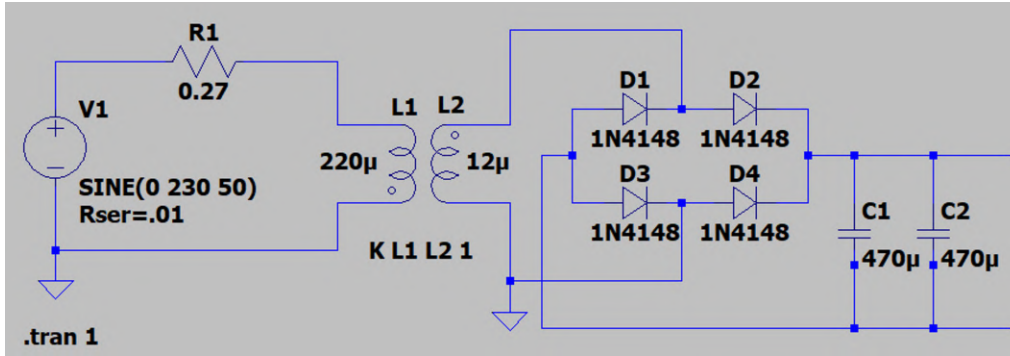 R1
0.27
V1
SINE(0 230 50)
Rser=.01
L1 L2
220µ 12µ
K L1 L2 1
D1 D2
1N4148 1N4148
D3 D4
1N4148 1N4148
C1 C2
470µ 470µ
.tran 1